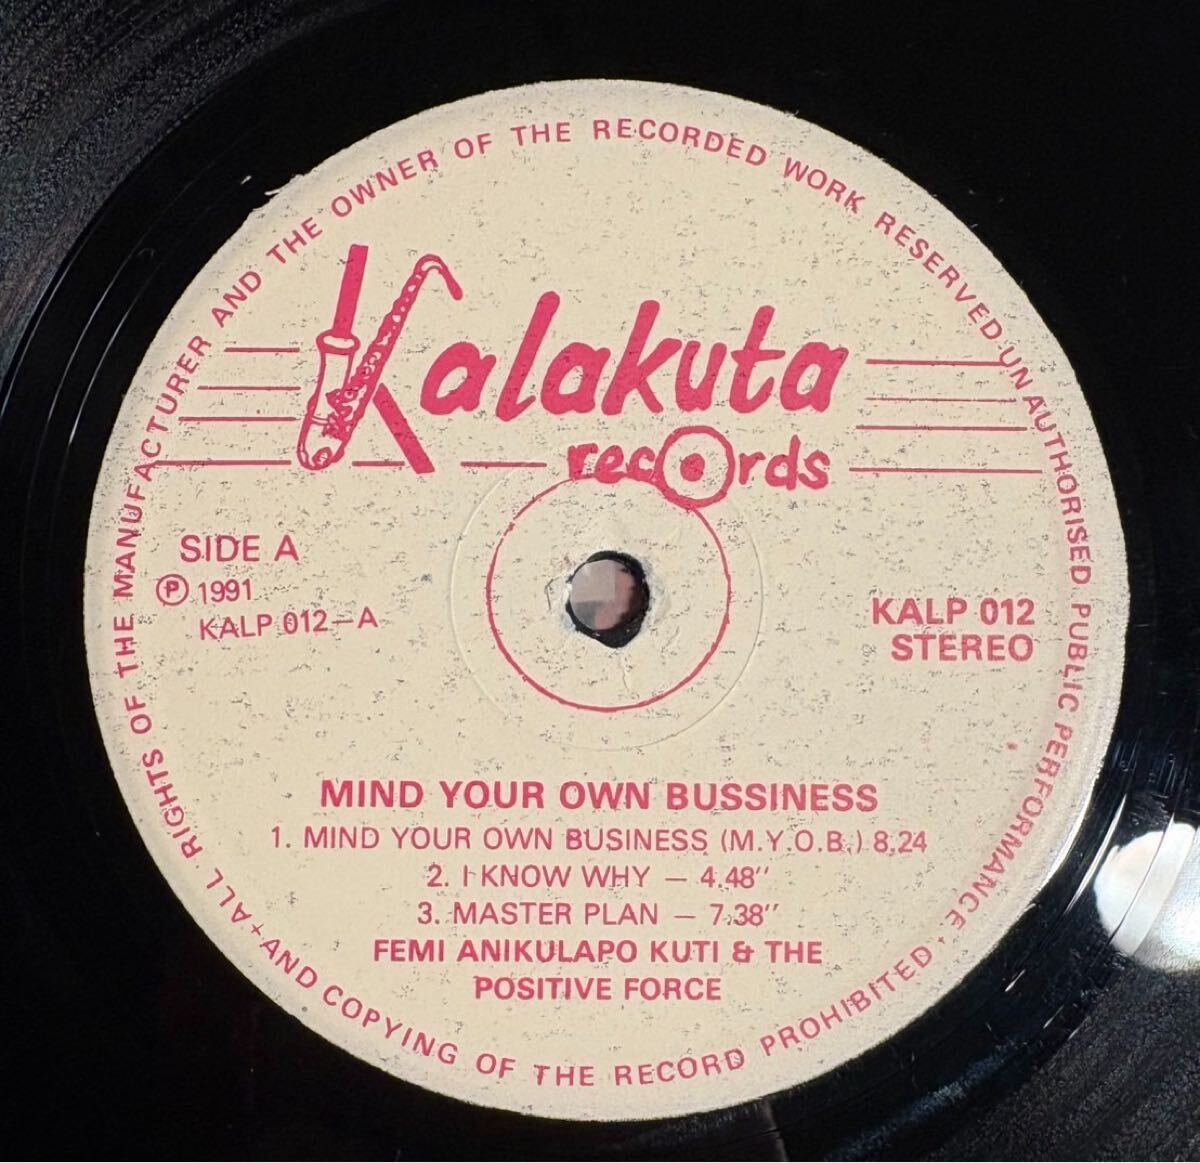 ALL RIGHTS OF THE MANUFACTURER AND THE OWNER OF THE RECORDED WORK RESERVED-UN AUTHORISED PUBLIC PERFORMANCE + AND COPYING OF THE RECORD PROHIBITED +
Kalakuta
records
SIDE A
℗ 1991
KALP 012-A
KALP 012
STEREO
MIND YOUR OWN BUSSINESS
1. MIND YOUR OWN BUSINESS (M.Y.O.B.) 8.24
2. I KNOW WHY — 4.48''
3. MASTER PLAN — 7.38''
FEMI ANIKULAPO KUTI & THE
POSITIVE FORCE